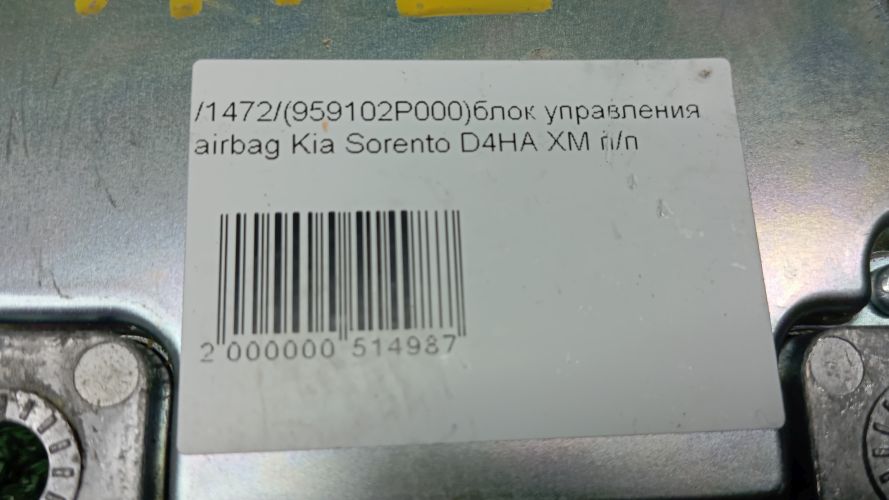 /1472/(959102P000)блок управления
airbag Kia Sorento D4HA XM п/п
2 000000 514987